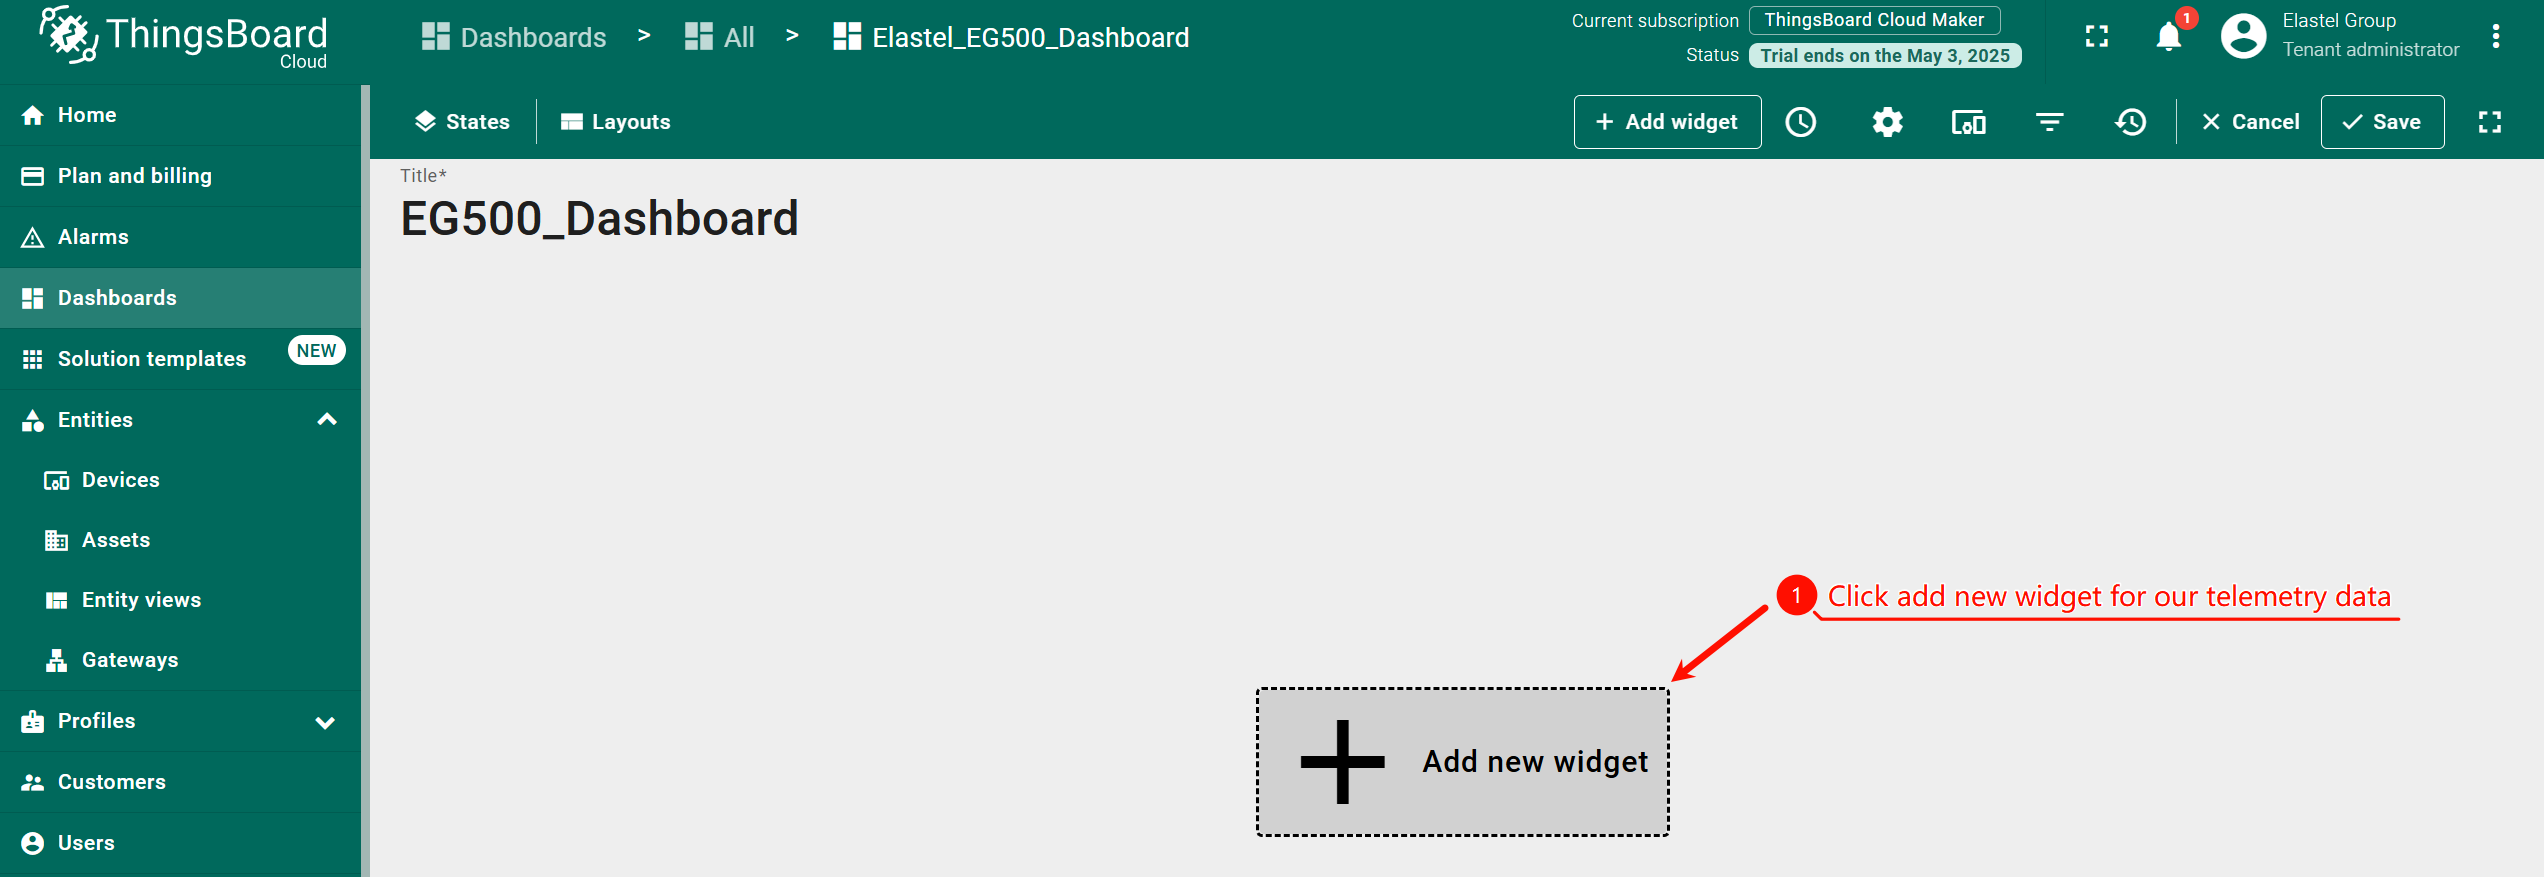 ThingsBoard
Cloud
Dashboards > All > Elastel_EG500_Dashboard
Current subscription ThingsBoard Cloud Maker
Status Trial ends on the May 3, 2025
1
Elastel Group
Tenant administrator
Home
Plan and billing
Alarms
Dashboards
Solution templates NEW
Entities
Devices
Assets
Entity views
Gateways
Profiles
Customers
Users
States Layouts
+ Add widget
Cancel
Save
Title*
EG500_Dashboard
1 Click add new widget for our telemetry data
Add new widget